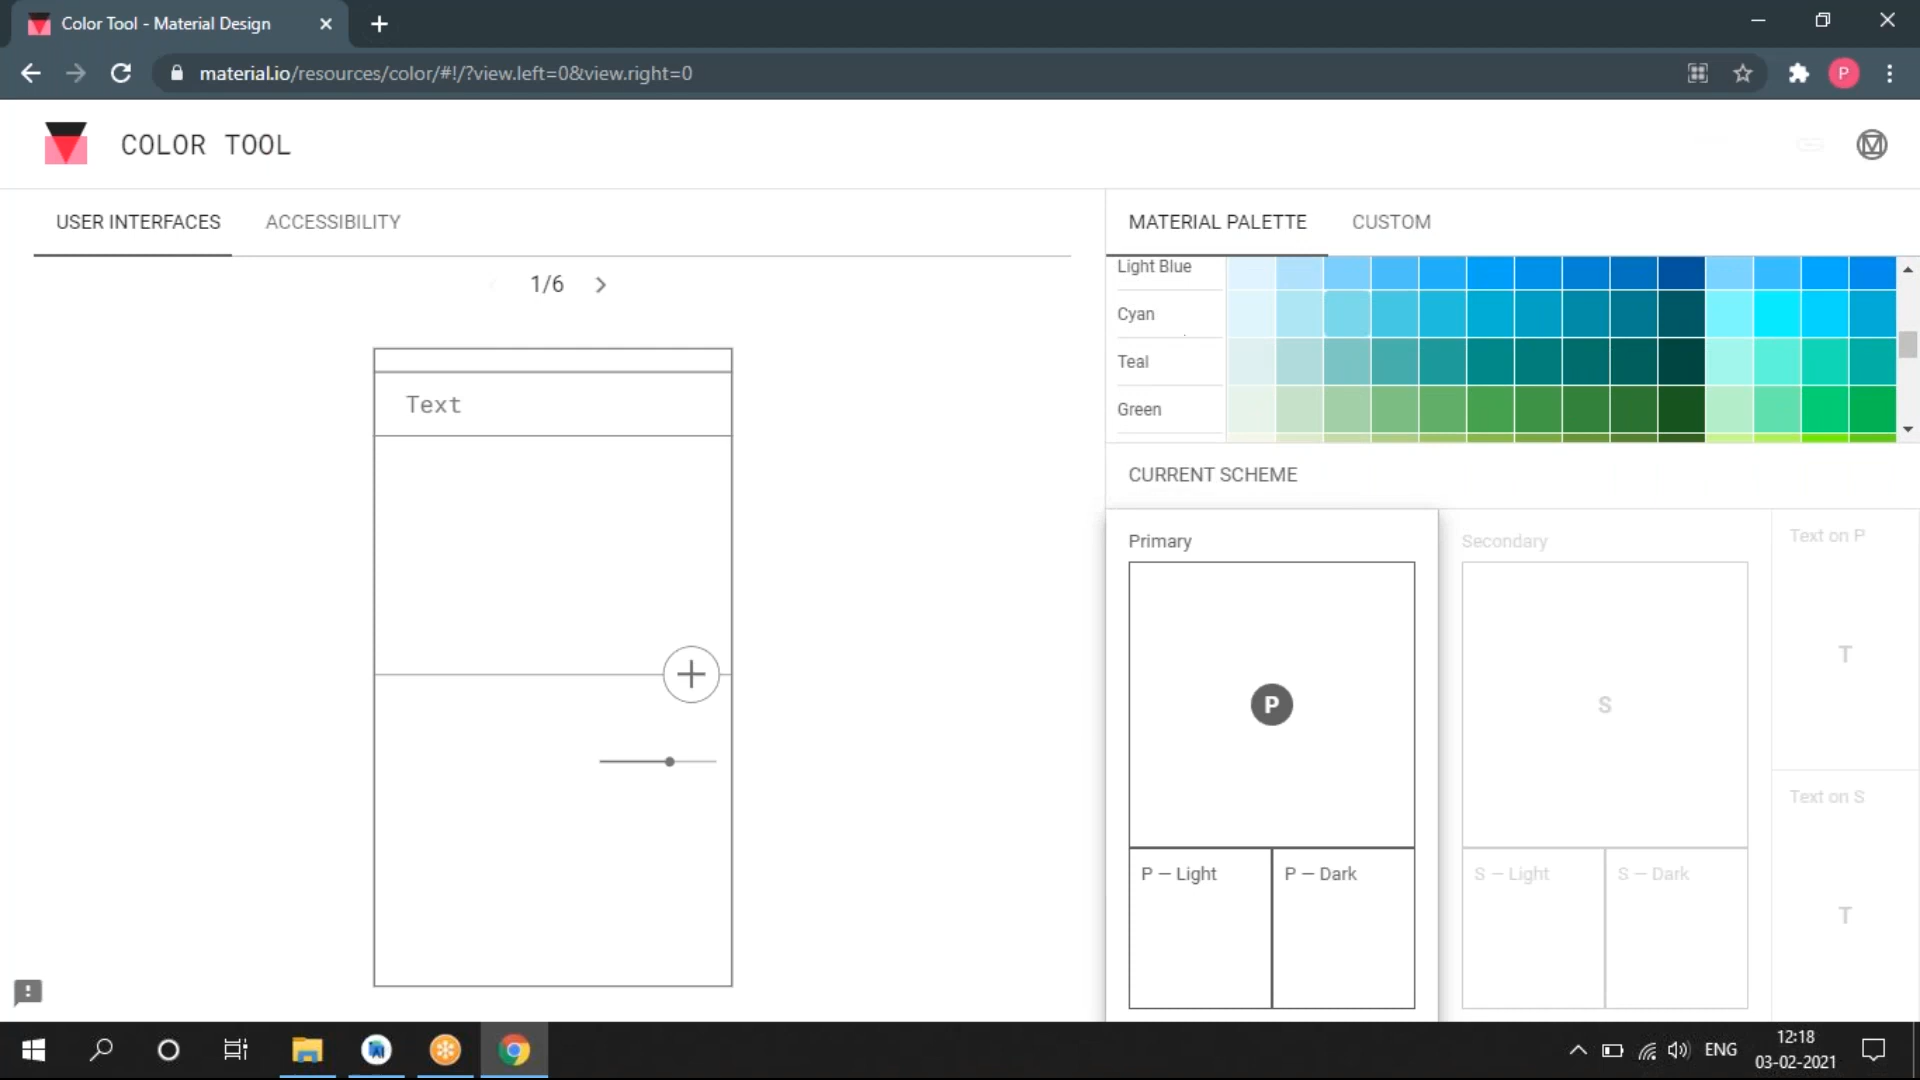 Color Tool - Material Design
material.io/resources/color/#!/?view.left=0&view.right=0
P
COLOR TOOL
USER INTERFACES
ACCESSIBILITY
MATERIAL PALETTE
CUSTOM
1/6
Light Blue
Cyan
Teal
Green
Text
CURRENT SCHEME
Primary
Secondary
Text on P
P
S
T
Text on S
P — Light
P — Dark
S — Light
S — Dark
T
ENG
12:18
03-02-2021